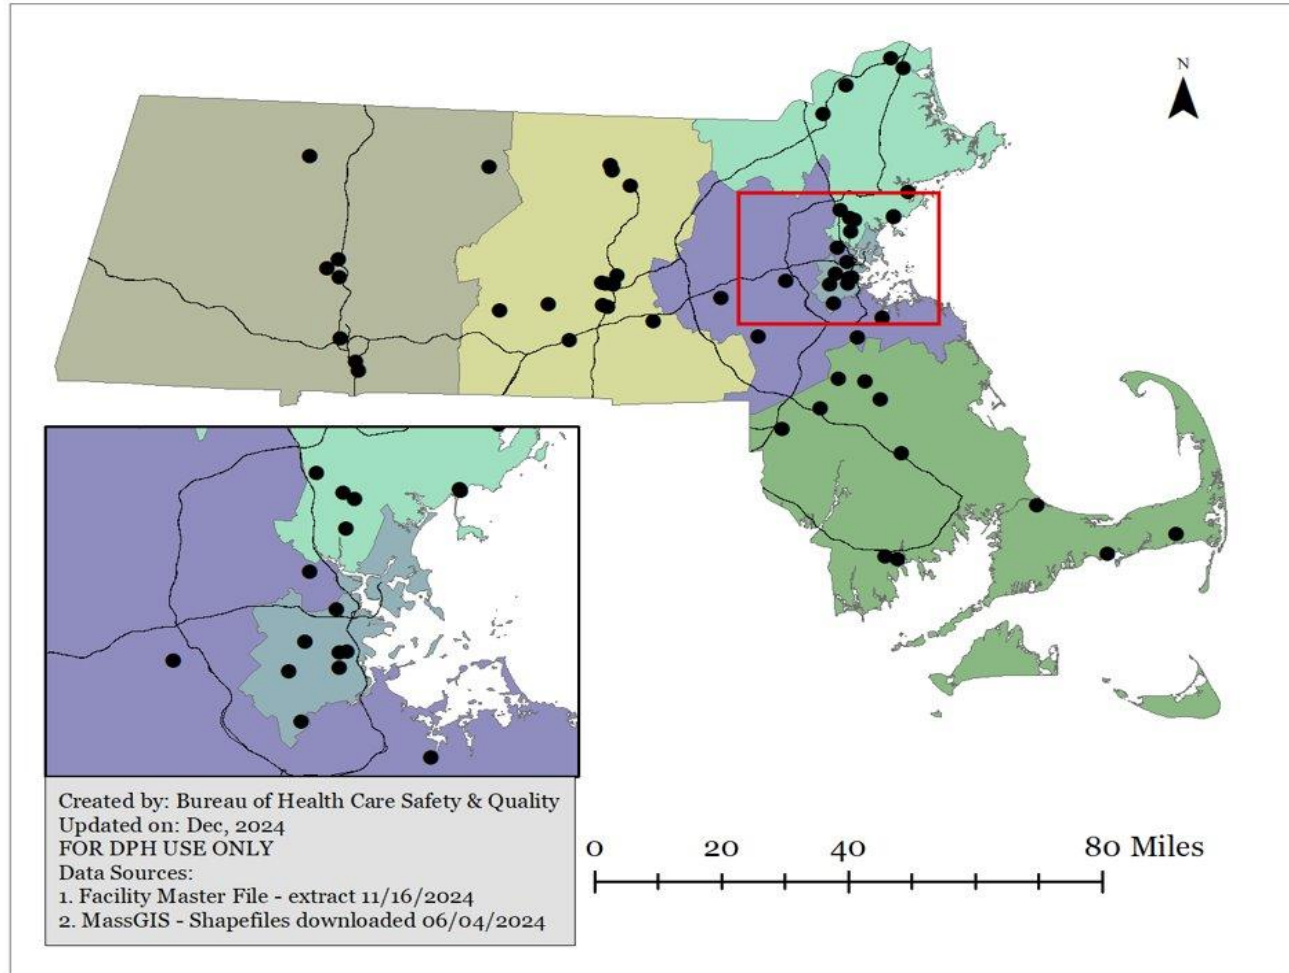 N
Created by: Bureau of Health Care Safety & Quality
Updated on: Dec, 2024
FOR DPH USE ONLY
Data Sources:
1. Facility Master File - extract 11/16/2024
2. MassGIS - Shapefiles downloaded 06/04/2024
0 20 40 80 Miles